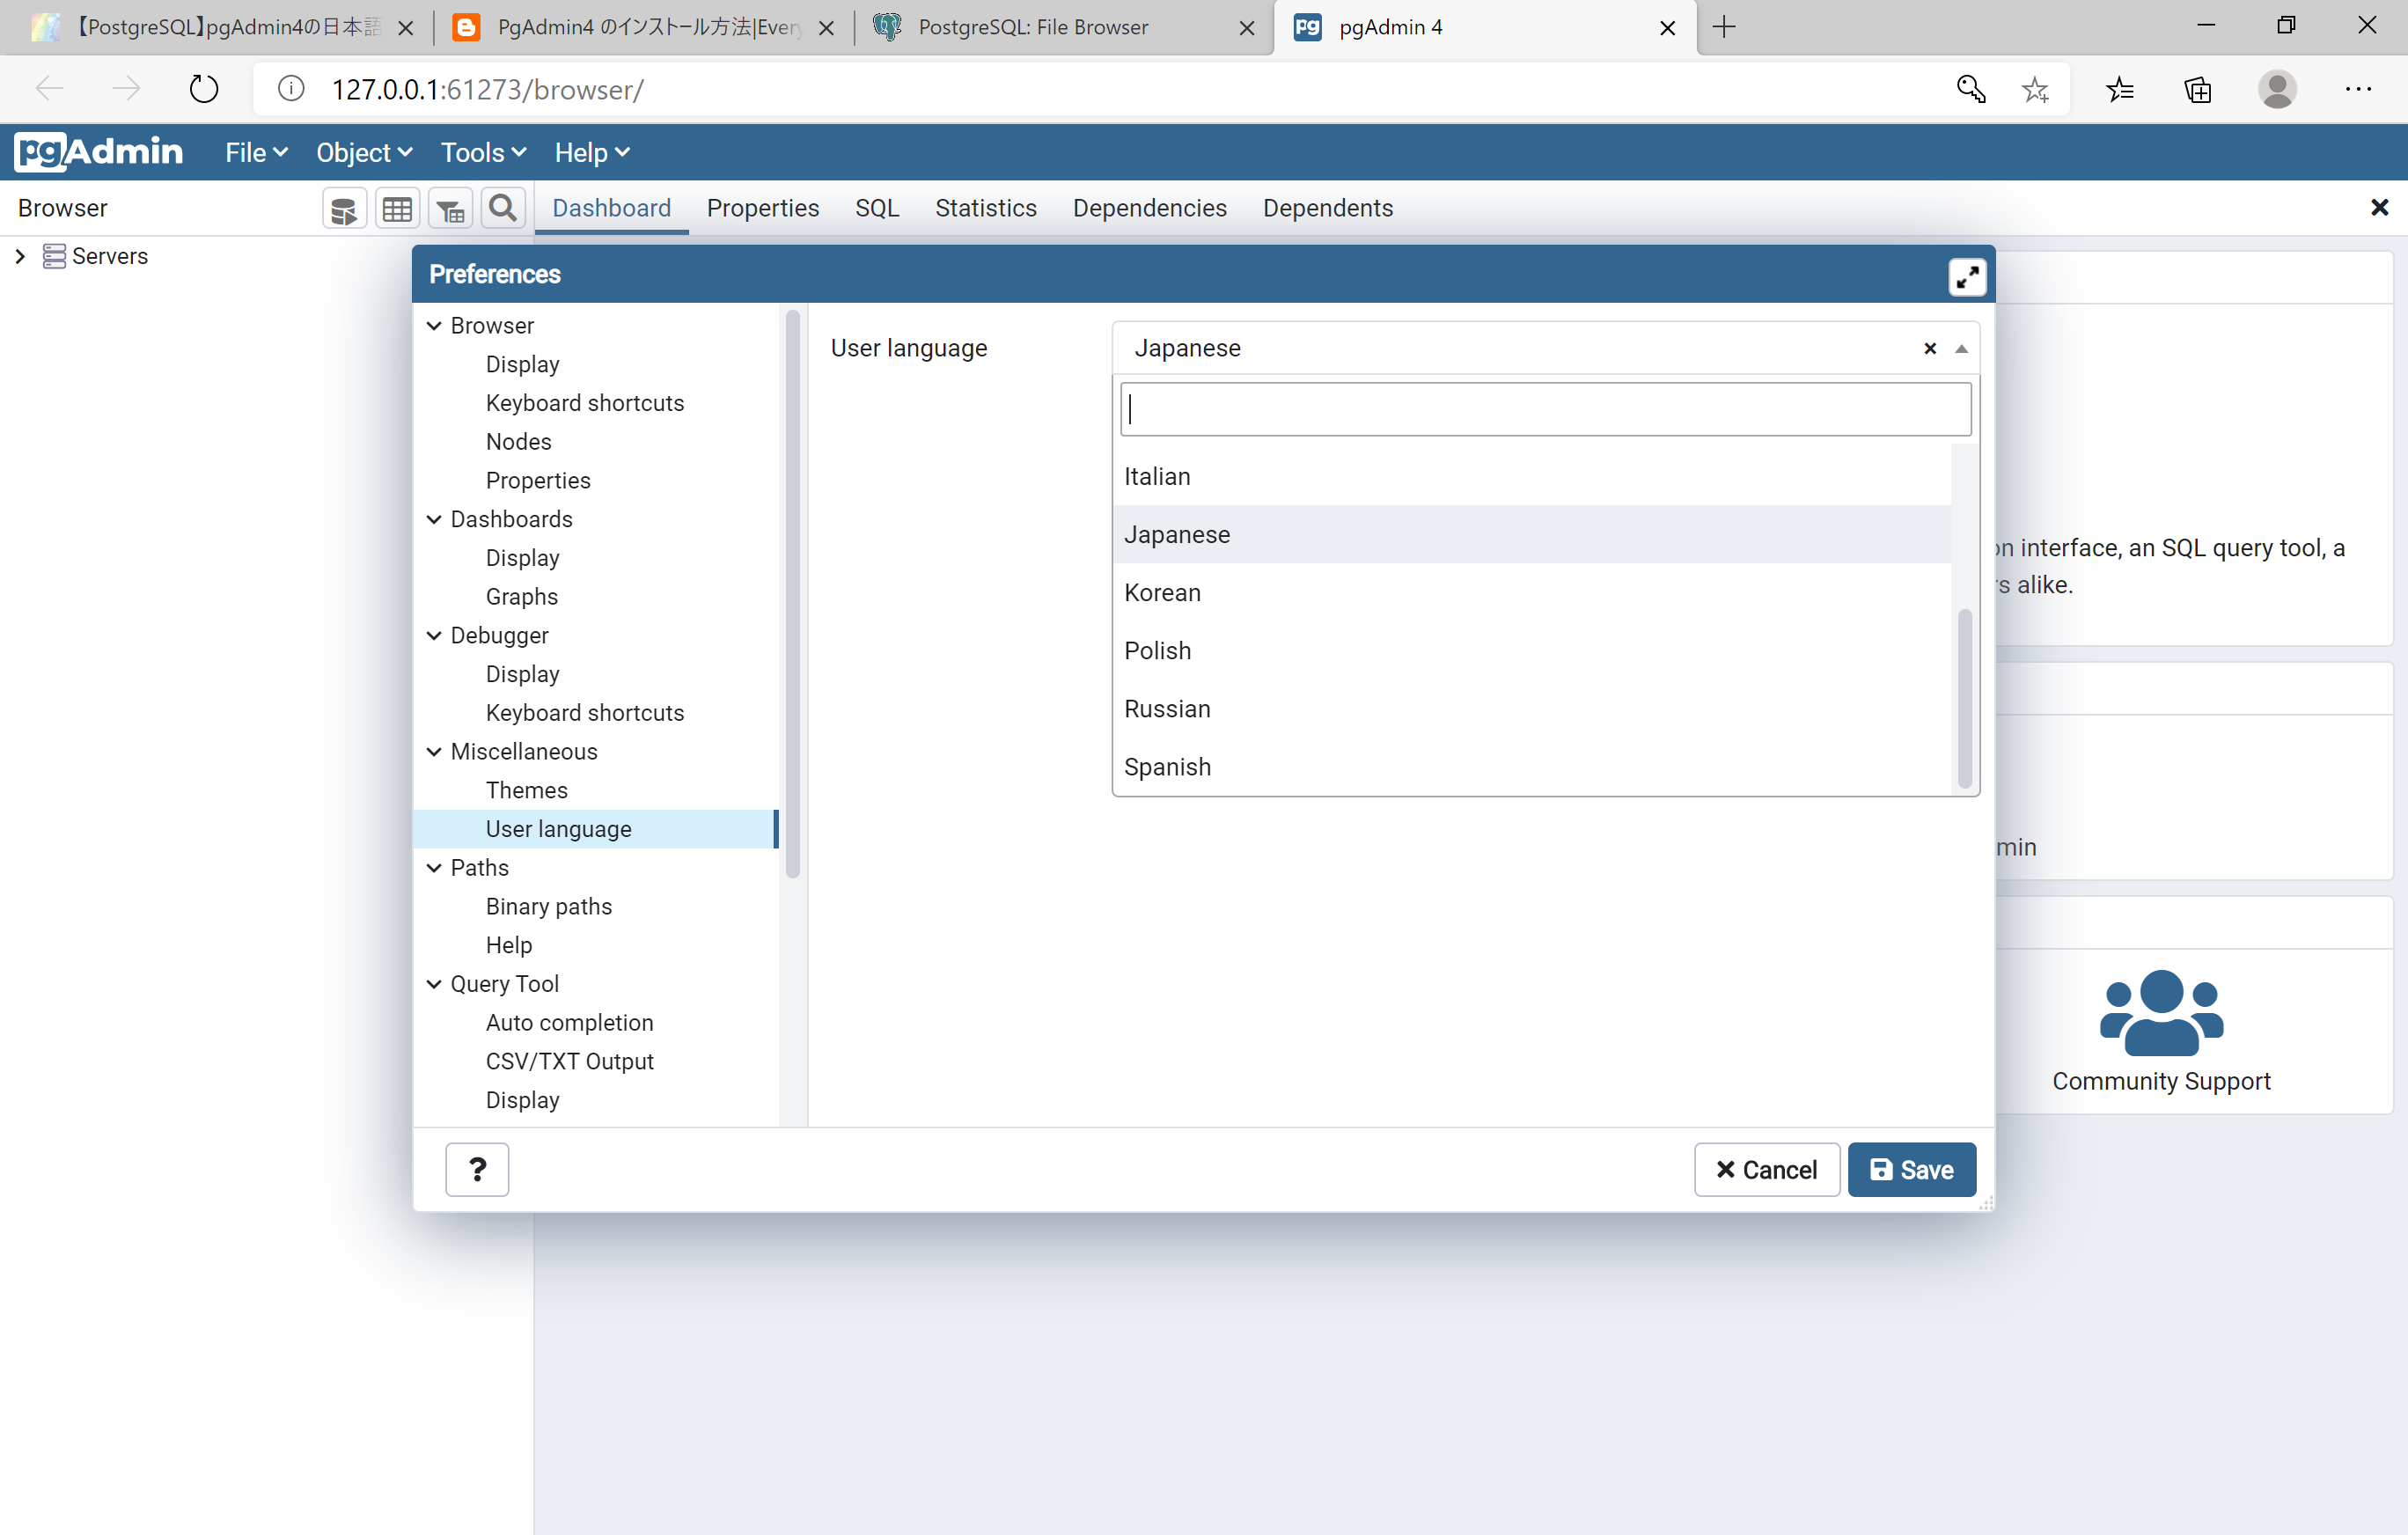 【PostgreSQL】pgAdmin4の日本語
PgAdmin4 のインストール方法|Every
PostgreSQL: File Browser
pgAdmin 4
127.0.0.1:61273/browser/
pgAdmin
File
Object
Tools
Help
Browser
Dashboard
Properties
SQL
Statistics
Dependencies
Dependents
Servers
Preferences
Browser
Display
Keyboard shortcuts
Nodes
Properties
Dashboards
Display
Graphs
Debugger
Display
Keyboard shortcuts
Miscellaneous
Themes
User language
Paths
Binary paths
Help
Query Tool
Auto completion
CSV/TXT Output
Display
User language
Japanese
Italian
Japanese
Korean
Polish
Russian
Spanish
?
Cancel
Save
on interface, an SQL query tool, a
rs alike.
min
Community Support